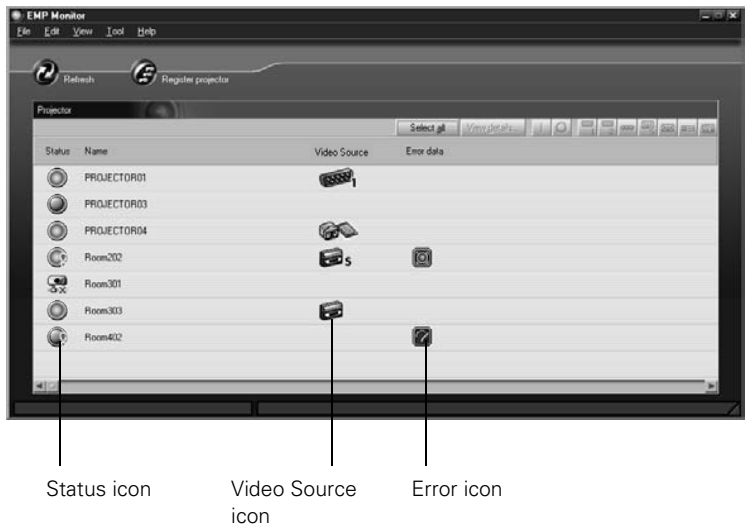 EMP Monitor
File Edit View Tool Help
Refresh Register projector
Projector
Select all View details...
Status Name Video Source Error data
PROJECTOR01 1
PROJECTOR03
PROJECTOR04
Room202 S
Room301
Room303
Room402
Status icon Video Source icon Error icon